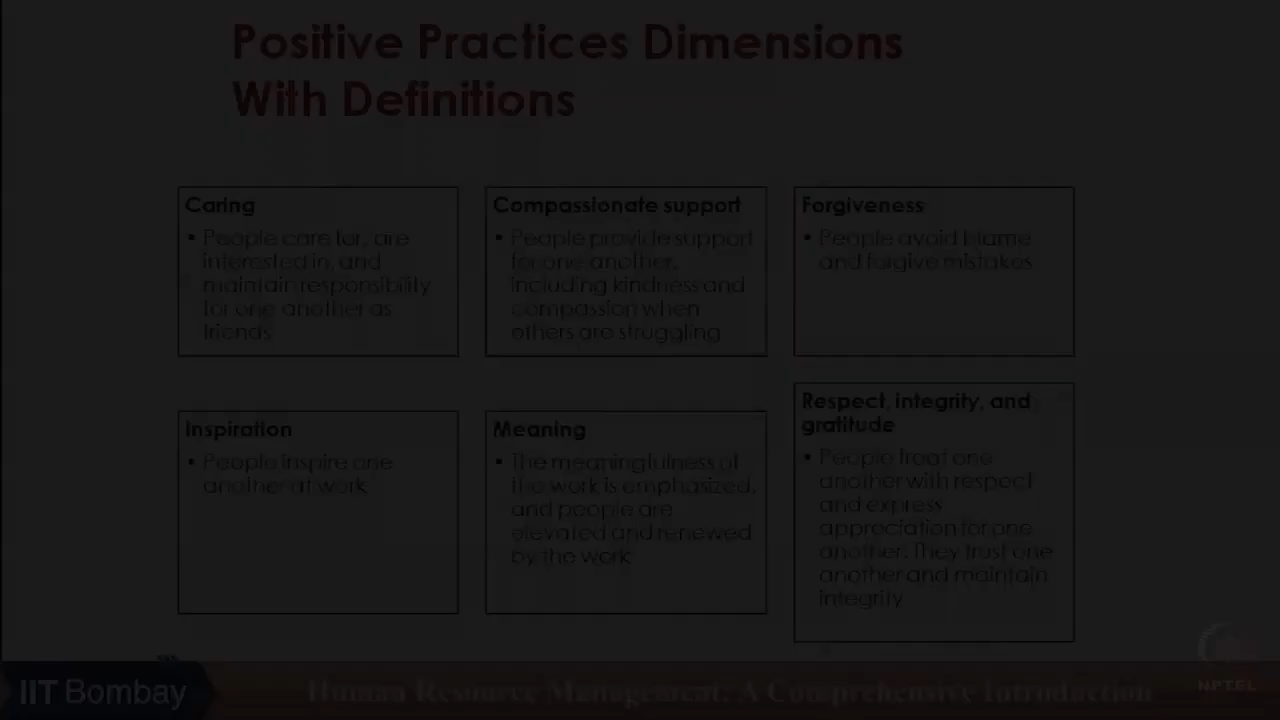 Positive Practices Dimensions
With Definitions
Caring
▪ People care for, are
interested in, and
maintain responsibility
for one another as
friends
Compassionate support
▪ People provide support
for one another,
including kindness and
compassion when
others are struggling
Forgiveness
▪ People avoid blame
and forgive mistakes
Inspiration
▪ People inspire one
another at work
Meaning
▪ The meaningfulness of
the work is emphasized,
and people are
elevated and renewed
by the work
Respect, integrity, and
gratitude
▪ People treat one
another with respect
and express
appreciation for one
another. They trust one
another and maintain
integrity
IIT Bombay
Human Resource Management: A Comprehensive Introduction
NPTEL